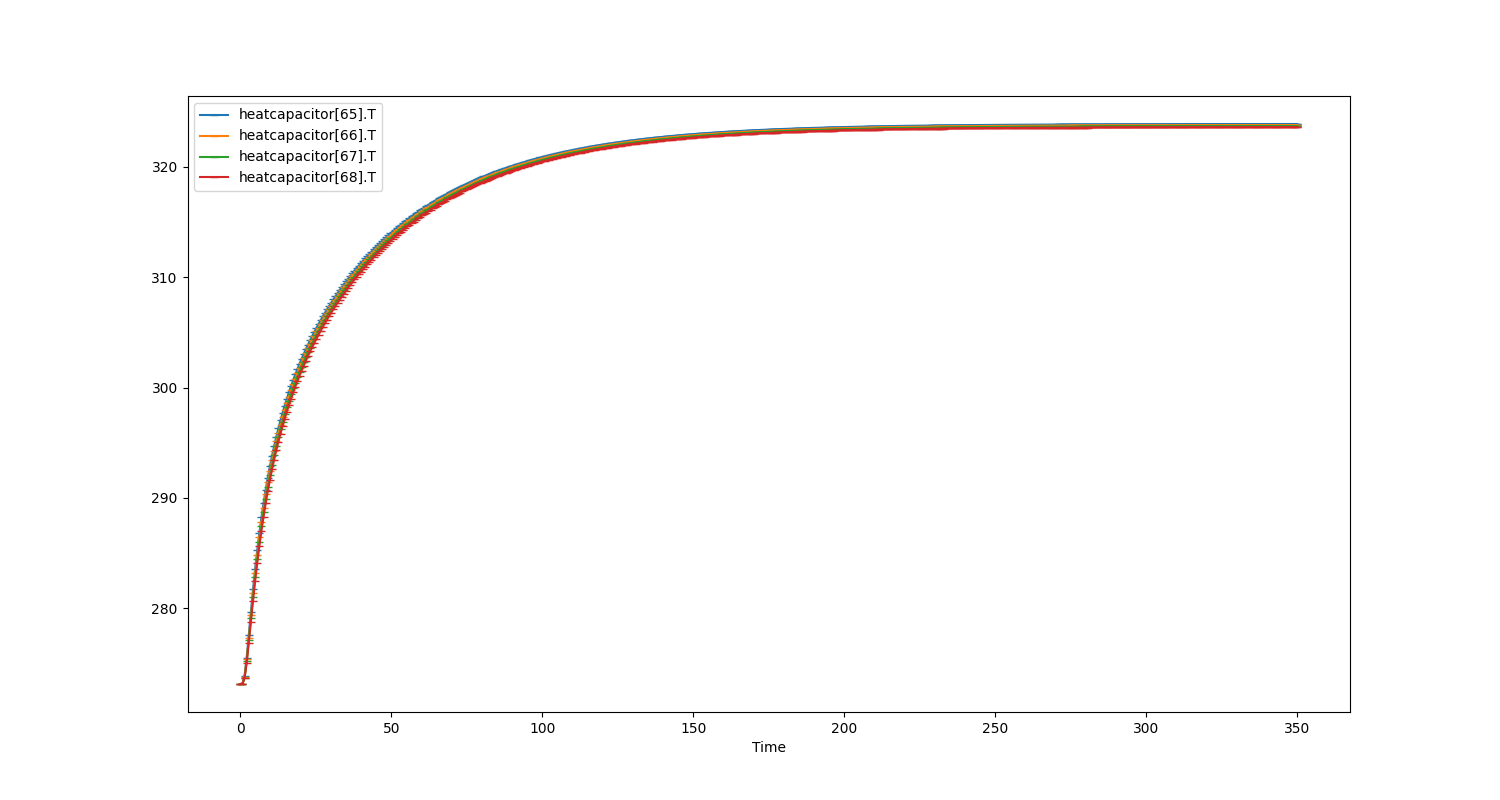 heatcapacitor[65].T
heatcapacitor[66].T
heatcapacitor[67].T
heatcapacitor[68].T
320
310
300
290
280
0 50 100 150 200 250 300 350
Time